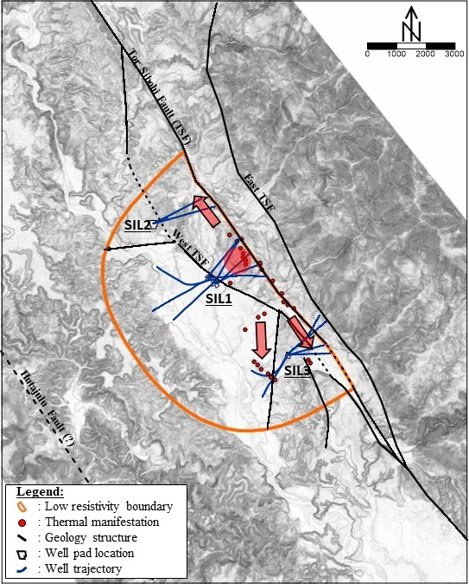 N
0 1000 2000 3000
Tor Sibohi Fault (TSF)
East TSF
SIL2
West TSF
SIL1
SIL3
Hutajulu Fault (?)
Legend:
: Low resistivity boundary
: Thermal manifestation
: Geology structure
: Well pad location
: Well trajectory